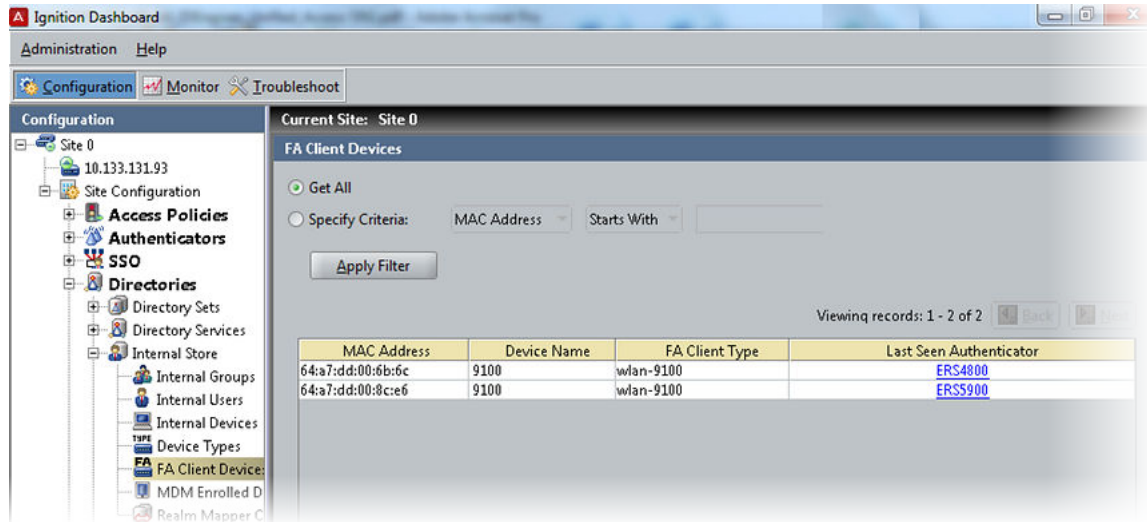 Ignition Dashboard
Administration Help
Configuration Monitor Troubleshoot
Configuration
Current Site: Site 0
Site 0
10.133.131.93
Site Configuration
Access Policies
Authenticators
SSO
Directories
Directory Sets
Directory Services
Internal Store
Internal Groups
Internal Users
Internal Devices
TYPE Device Types
FA FA Client Device
MDM Enrolled D
Realm Mapper C
FA Client Devices
Get All
Specify Criteria: MAC Address Starts With
Apply Filter
Viewing records: 1 - 2 of 2 Back
MAC Address Device Name FA Client Type Last Seen Authenticator
64:a7:dd:00:6b:6c 9100 wlan-9100 ERS4800
64:a7:dd:00:8c:e6 9100 wlan-9100 ERS5900